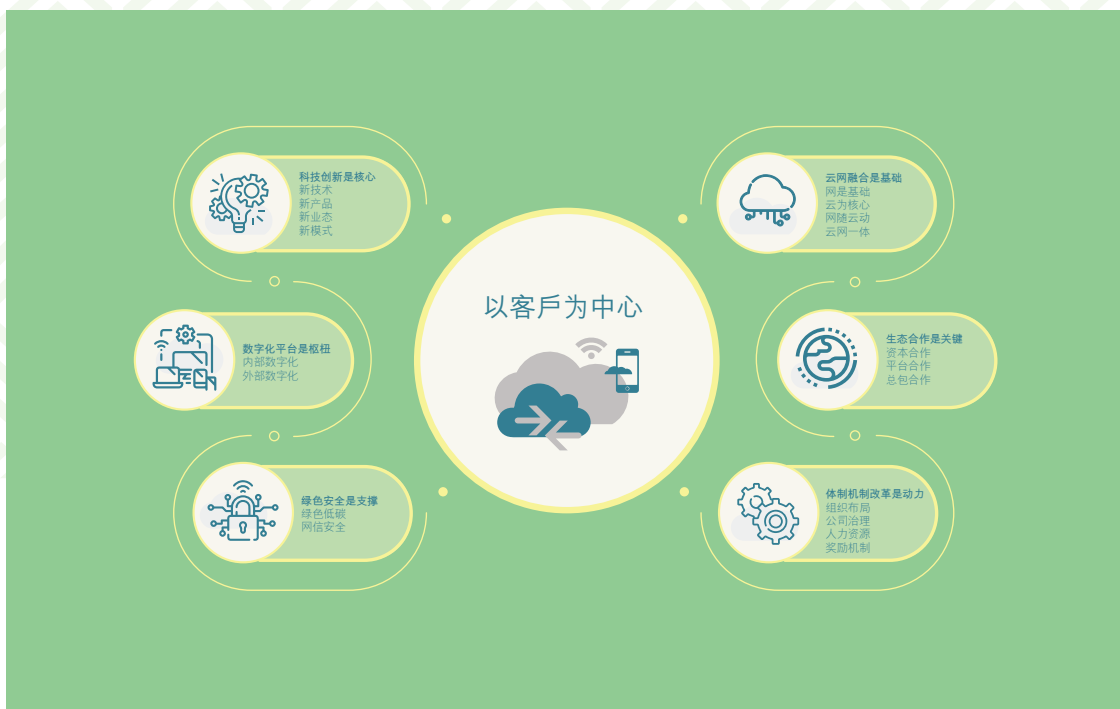 科技创新是核心
新技术
新产品
新业态
新模式
数字化平台是枢纽
内部数字化
外部数字化
绿色安全是支撑
绿色低碳
网信安全
以客戶为中心
云网融合是基础
网是基础
云为核心
网随云动
云网一体
生态合作是关键
资本合作
平台合作
总包合作
体制机制改革是动力
组织布局
公司治理
人力资源
奖励机制